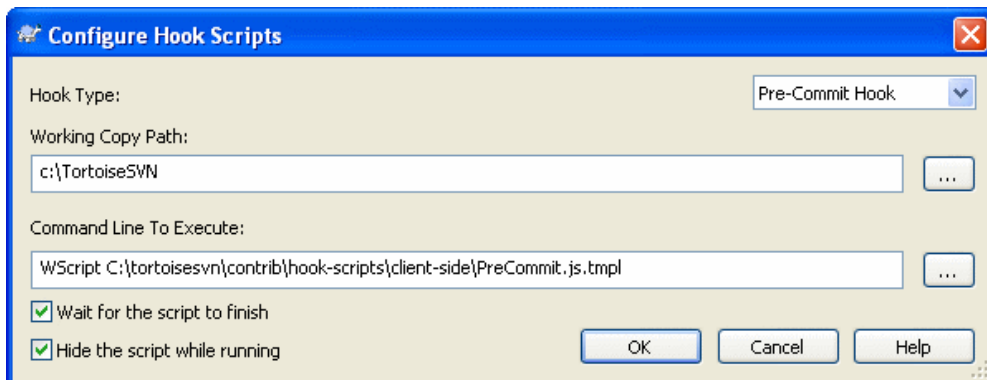 Configure Hook Scripts
Hook Type:
Pre-Commit Hook
Working Copy Path:
c:\TortoiseSVN
...
Command Line To Execute:
WScript C:\tortoisesvn\contrib\hook-scripts\client-side\PreCommit.js.tmpl
...
Wait for the script to finish
Hide the script while running
OK
Cancel
Help